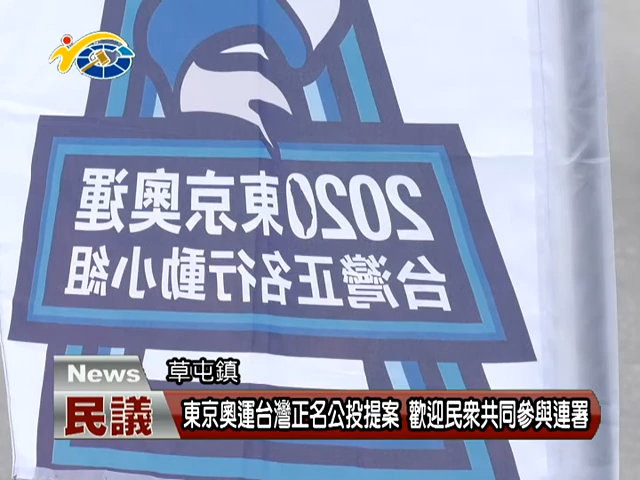 2020東京奧運
台灣正名行動小組
News
草屯鎮
民議
東京奧運台灣正名公投提案 歡迎民眾共同參與連署